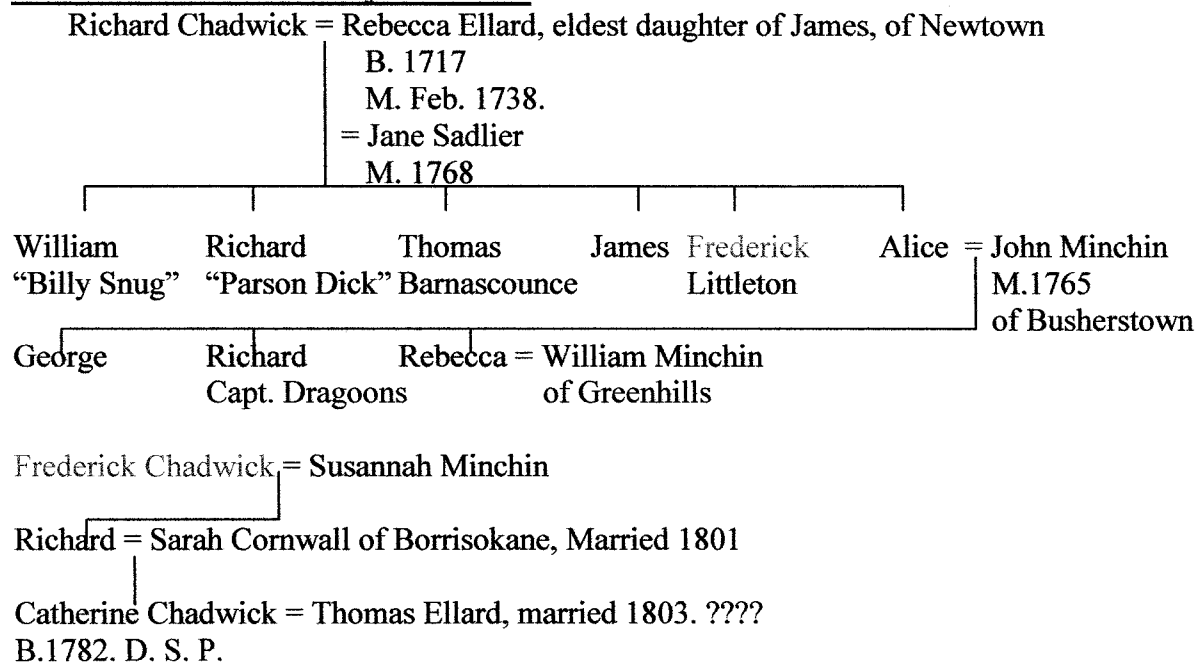 Richard Chadwick = Rebecca Ellard, eldest daughter of James, of Newtown
B. 1717
M. Feb. 1738.
= Jane Sadlier
M. 1768
William Richard Thomas James Frederick Alice = John Minchin
“Billy Snug” “Parson Dick” Barnascounce Littleton M.1765
of Busherstown
George Richard Rebecca = William Minchin
Capt. Dragoons of Greenhills
Frederick Chadwick = Susannah Minchin
Richard = Sarah Cornwall of Borrisokane, Married 1801
Catherine Chadwick = Thomas Ellard, married 1803. ????
B.1782. D. S. P.